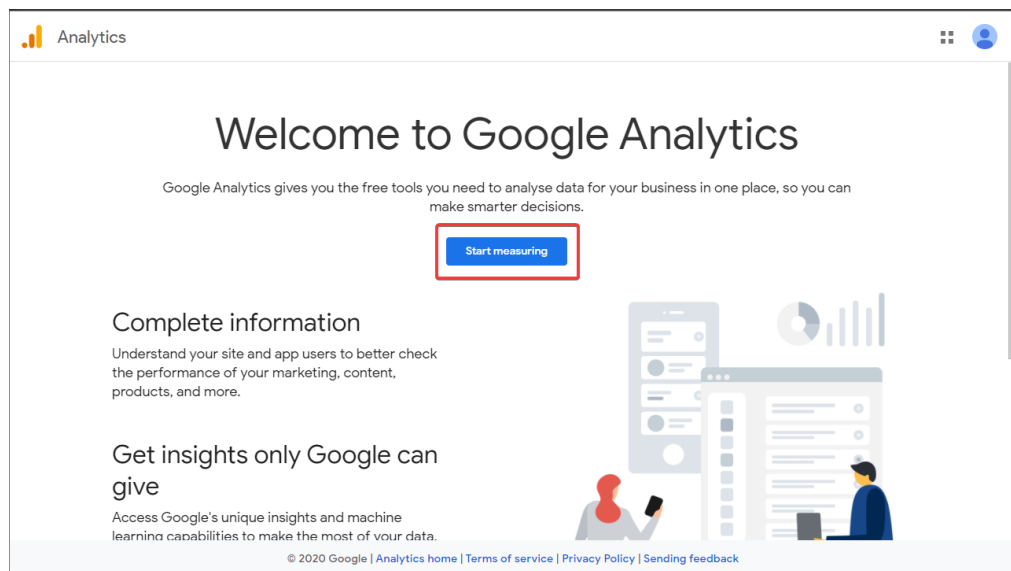 Analytics
Welcome to Google Analytics
Google Analytics gives you the free tools you need to analyse data for your business in one place, so you can
make smarter decisions.
Start measuring
Complete information
Understand your site and app users to better check
the performance of your marketing, content,
products, and more.
Get insights only Google can
give
Access Google's unique insights and machine
learning capabilities to make the most of your data.
© 2020 Google | Analytics home | Terms of service | Privacy Policy | Sending feedback